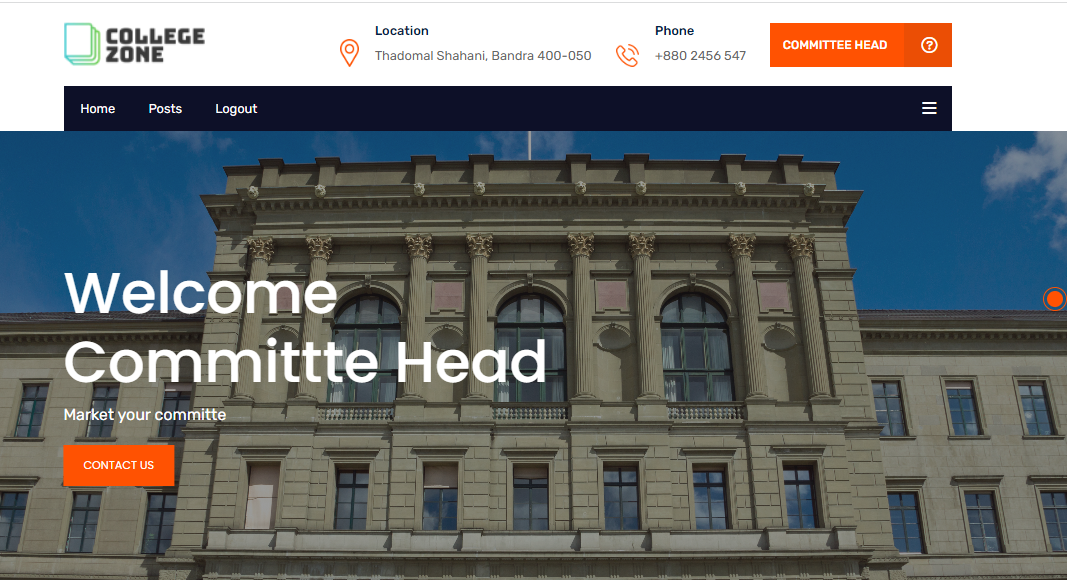 COLLEGE
ZONE
Location
Thadomal Shahani, Bandra 400-050
Phone
+880 2456 547
COMMITTEE HEAD
Home
Posts
Logout
Welcome
Committte Head
Market your committe
CONTACT US